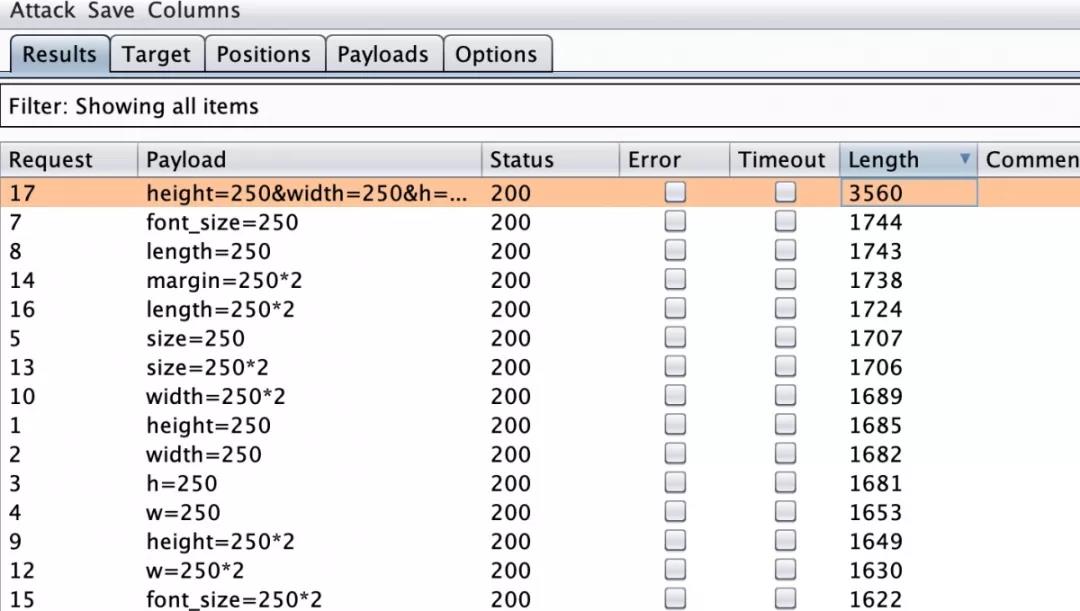 Attack Save Columns
Results Target Positions Payloads Options
Filter: Showing all items
Request Payload Status Error Timeout Length Commen
17 height=250&width=250&h=... 200 3560
7 font_size=250 200 1744
8 length=250 200 1743
14 margin=250*2 200 1738
16 length=250*2 200 1724
5 size=250 200 1707
13 size=250*2 200 1706
10 width=250*2 200 1689
1 height=250 200 1685
2 width=250 200 1682
3 h=250 200 1681
4 w=250 200 1653
9 height=250*2 200 1649
12 w=250*2 200 1630
15 font_size=250*2 200 1622